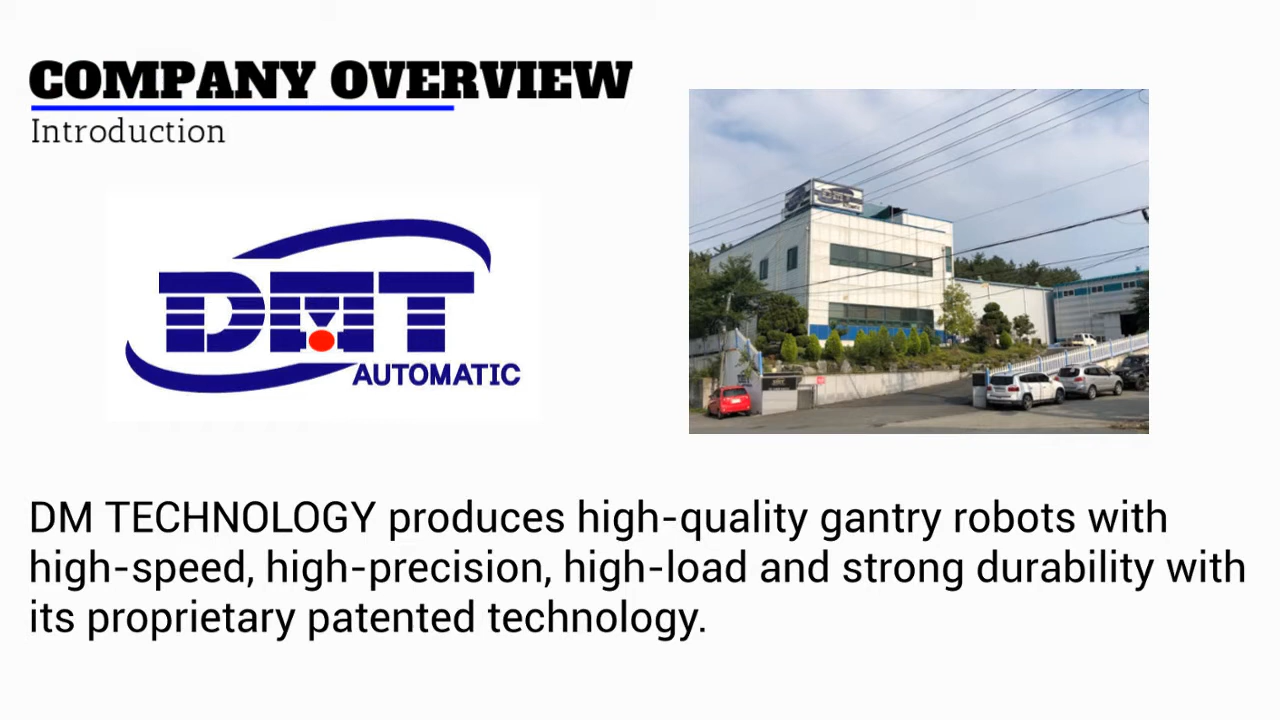 COMPANY OVERVIEW
Introduction
DMT
AUTOMATIC
DMT
DM TECHNOLOGY produces high-quality gantry robots with
high-speed, high-precision, high-load and strong durability with
its proprietary patented technology.